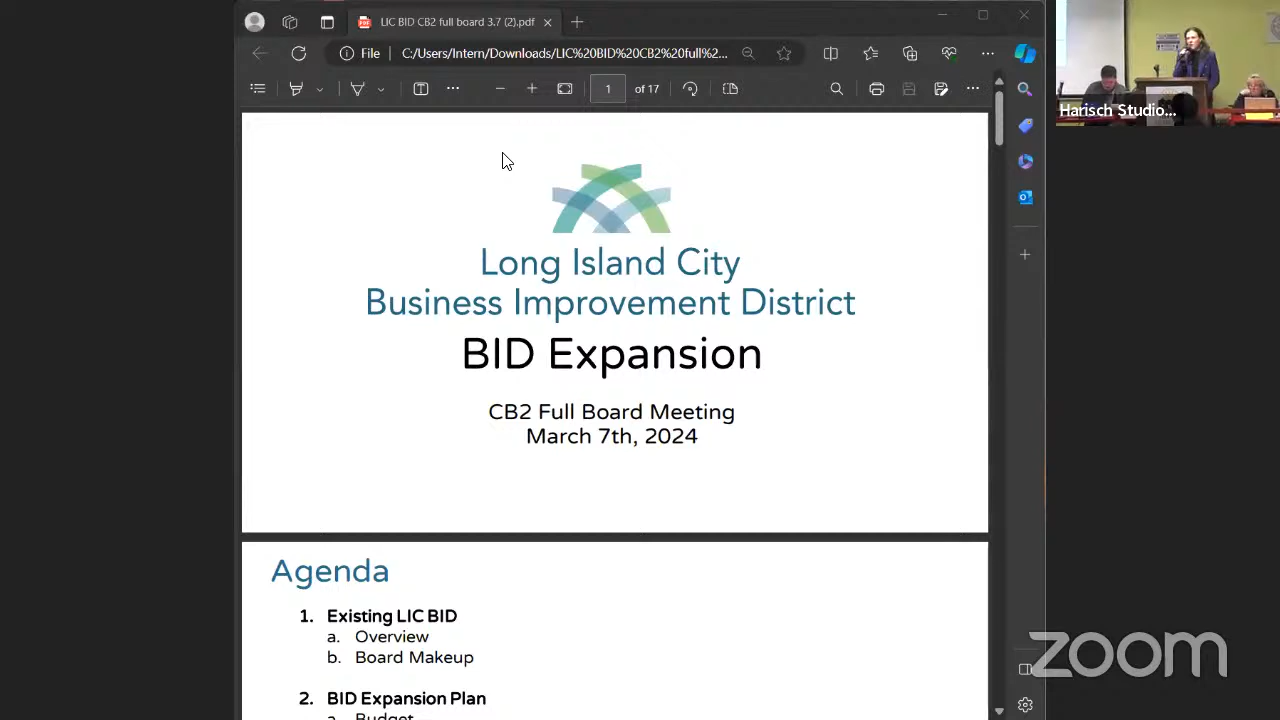 LIC BID CB2 full board 3.7 (2).pdf
File
C:/Users/Intern/Downloads/LIC%20BID%20CB2%20full%2...
1 of 17
Harisch Studio...
Long Island City
Business Improvement District
BID Expansion
CB2 Full Board Meeting
March 7th, 2024
Agenda
1. Existing LIC BID
a. Overview
b. Board Makeup
2. BID Expansion Plan
a. Budget
zoom